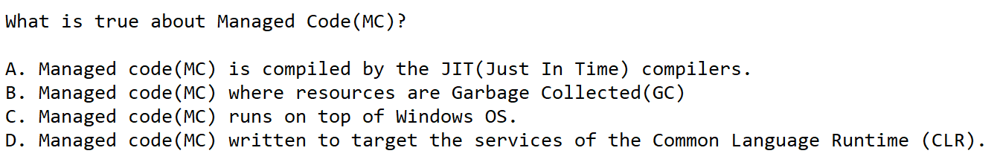 What is true about Managed Code(MC)?
A. Managed code(MC) is compiled by the JIT(Just In Time) compilers.
B. Managed code(MC) where resources are Garbage Collected(GC)
C. Managed code(MC) runs on top of Windows OS.
D. Managed code(MC) written to target the services of the Common Language Runtime (CLR).